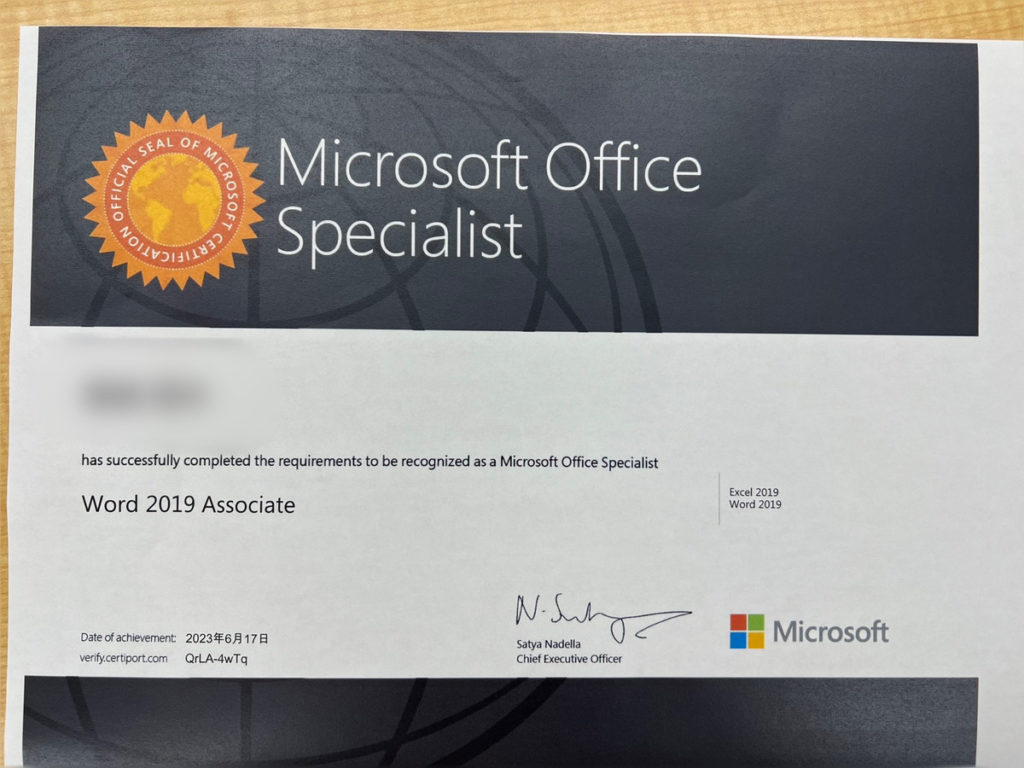 OFFICIAL SEAL OF MICROSOFT CERTIFICATION
Microsoft Office
Specialist
has successfully completed the requirements to be recognized as a Microsoft Office Specialist
Word 2019 Associate
Excel 2019
Word 2019
Date of achievement: 2023年6月17日
verify.certiport.com QrLA-4wTq
Satya Nadella
Chief Executive Officer
Microsoft